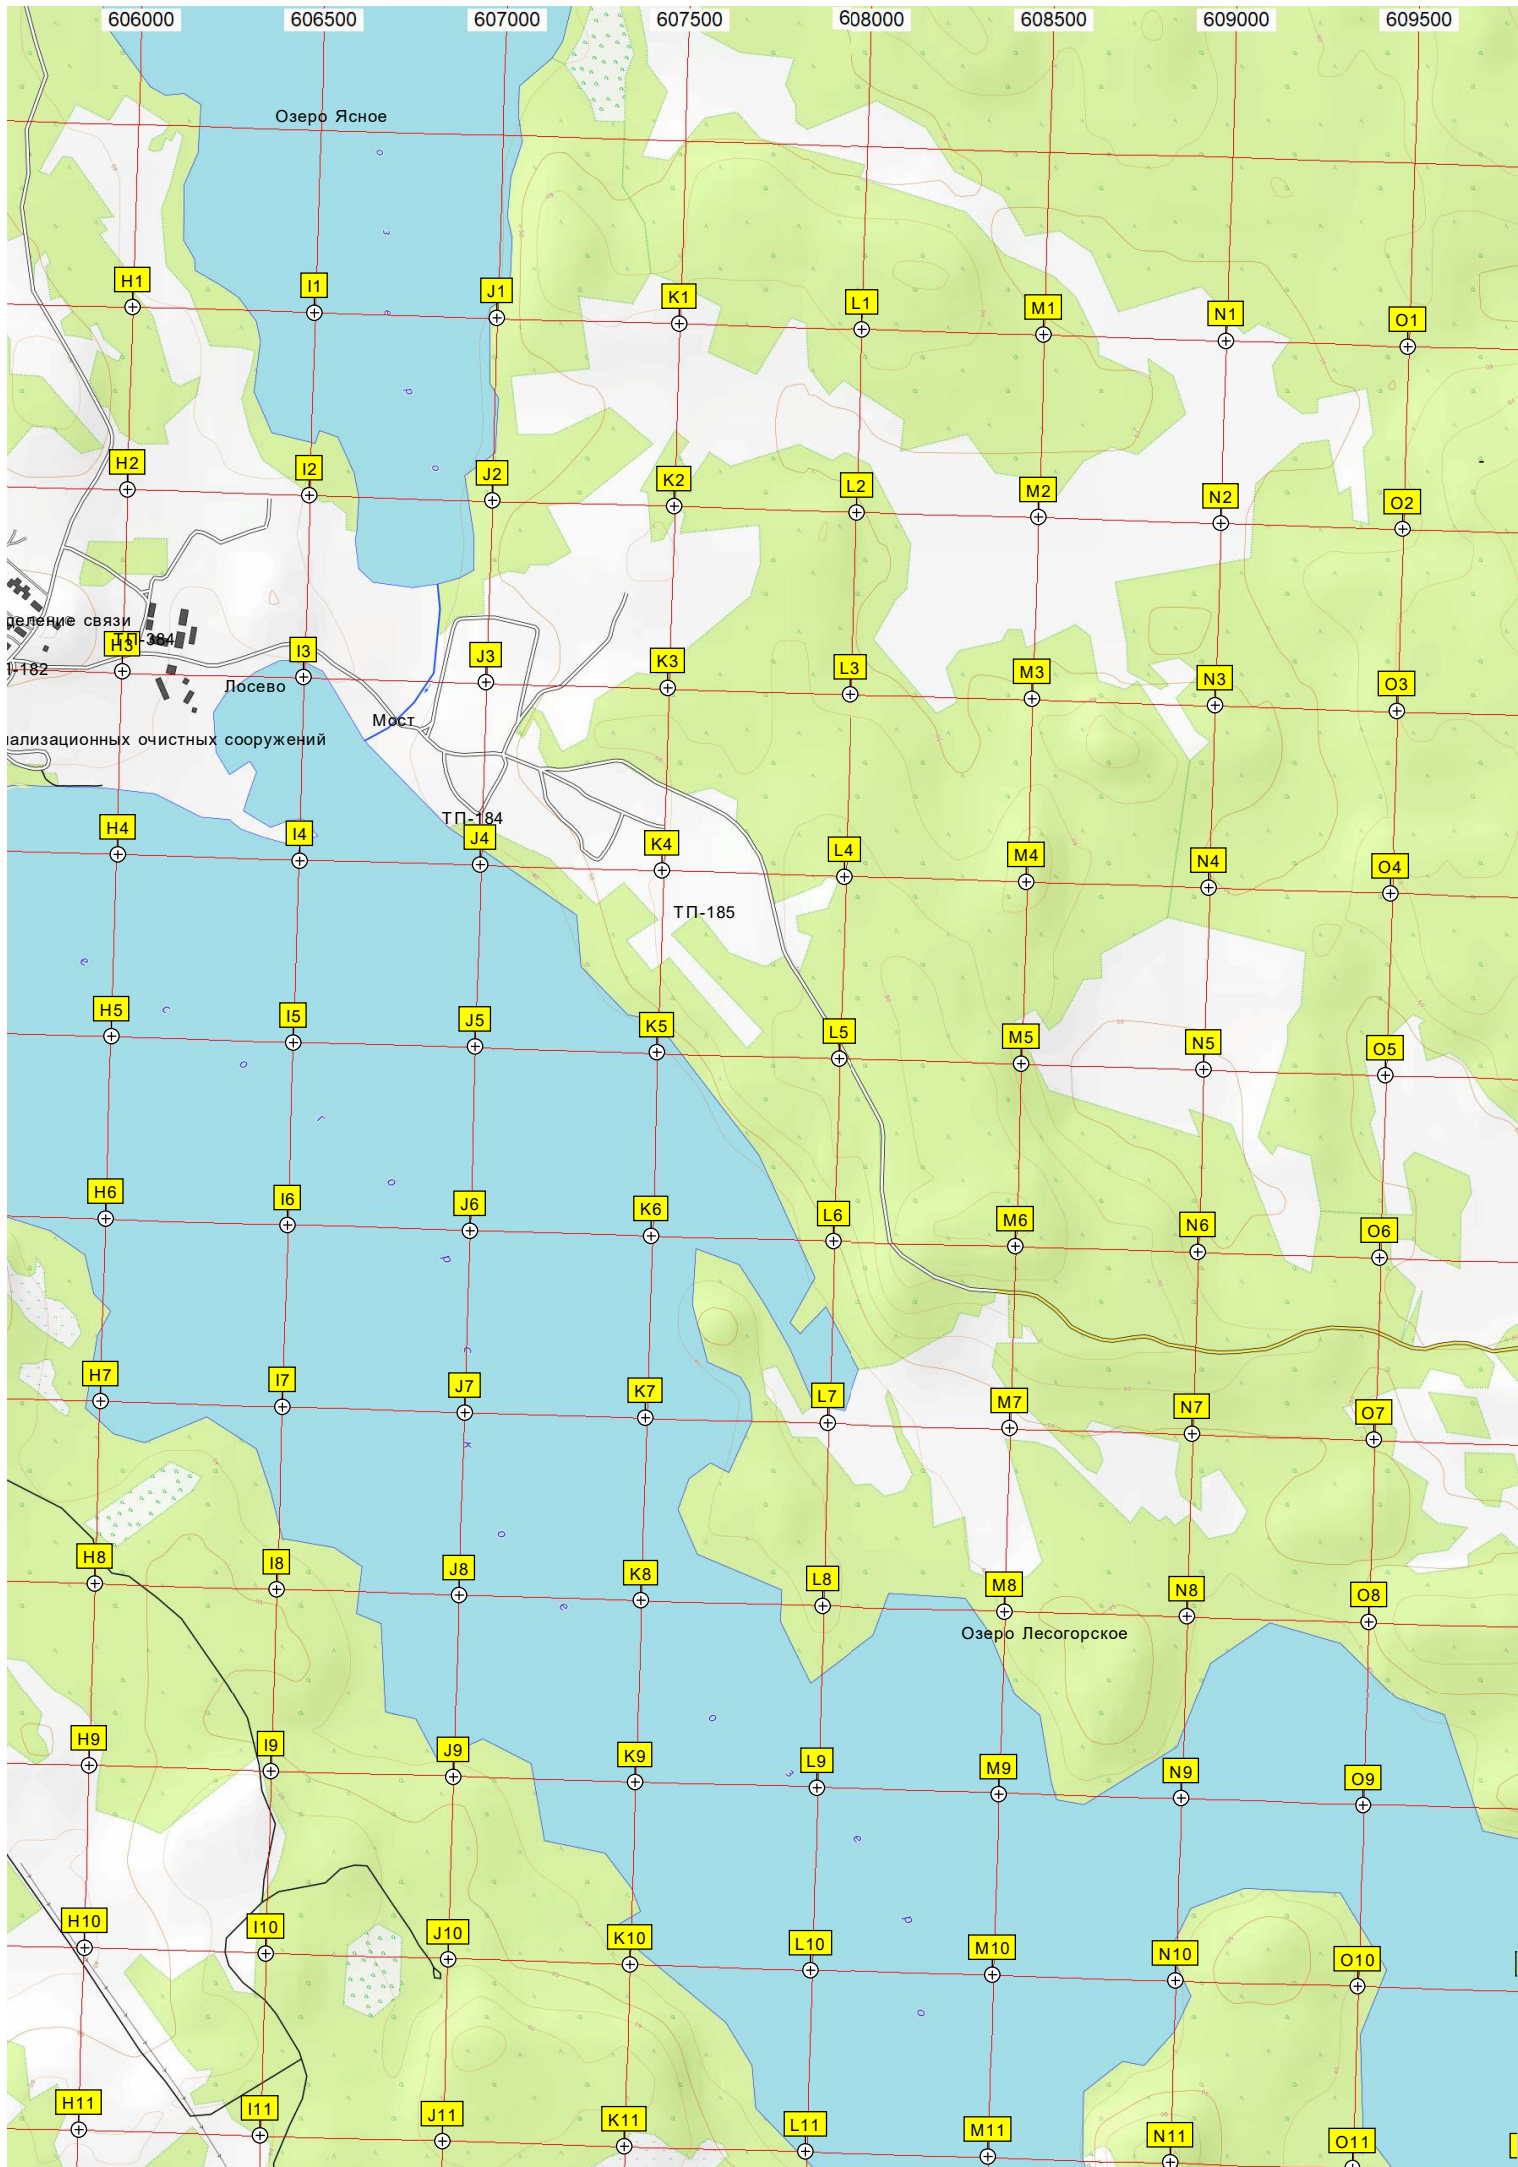 606000 606500 607000 607500 608000 608500 609000 609500
Озеро Ясное
о
з
е
р
о
H1 I1 J1 K1 L1 M1 N1 O1
H2 I2 J2 K2 L2 M2 N2 O2
деление связи
ТП-384
H3 I3 J3 K3 L3 M3 N3 O3
-182
Лосево
Мост
ализационных очистных сооружений
ТП-184
H4 I4 J4 K4 L4 M4 N4 O4
ТП-185
е
с
о
г
о
р
с
к
о
е
H5 I5 J5 K5 L5 M5 N5 O5
H6 I6 J6 K6 L6 M6 N6 O6
H7 I7 J7 K7 L7 M7 N7 O7
H8 I8 J8 K8 L8 M8 N8 O8
Озеро Лесогорское
о
з
е
р
о
H9 I9 J9 K9 L9 M9 N9 O9
H10 I10 J10 K10 L10 M10 N10 O10
H11 I11 J11 K11 L11 M11 N11 O11